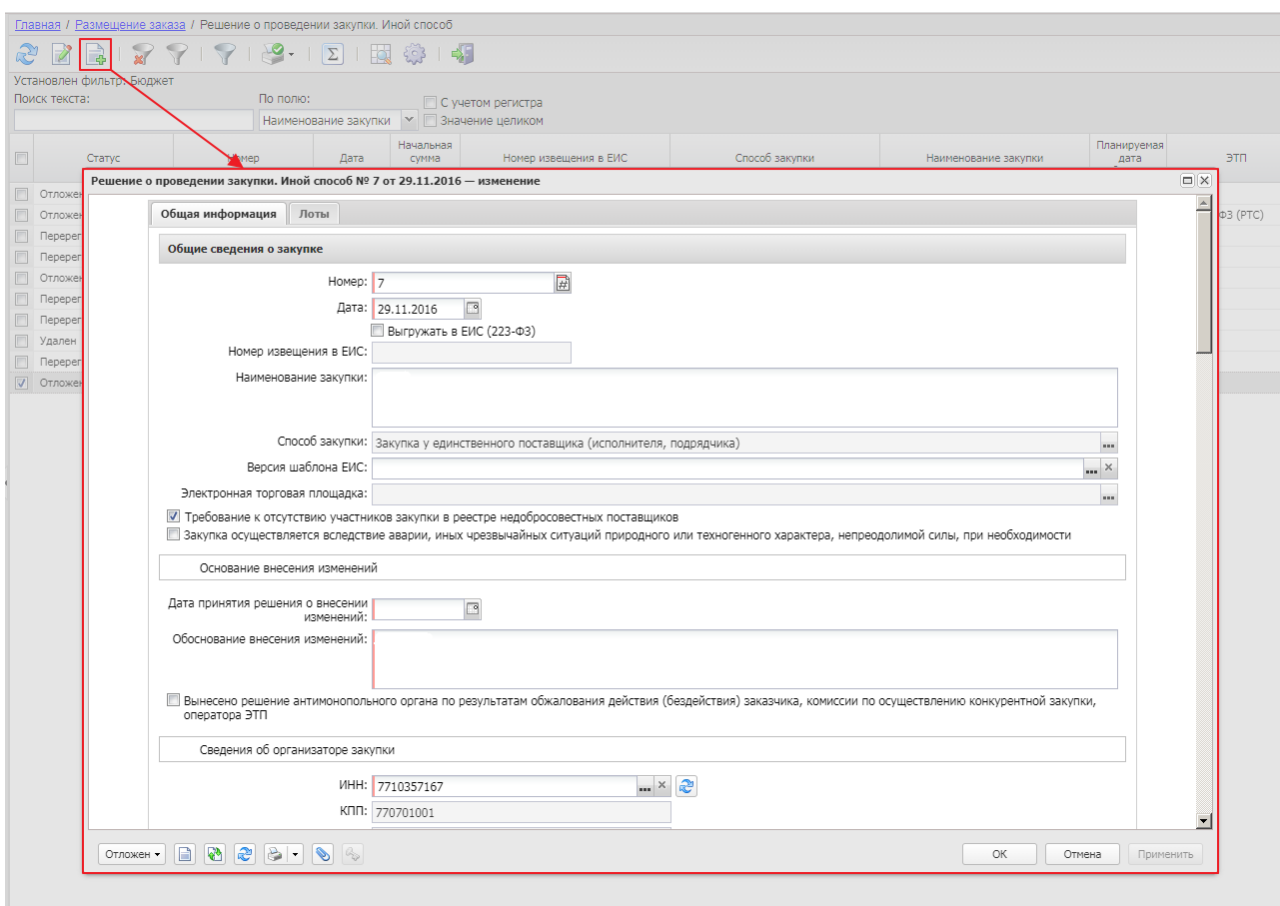 Главная / Размещение заказа / Решение о проведении закупки. Иной способ
Установлен фильтр: Бюджет
Поиск текста: По полю: С учетом регистра
Наименование закупки Значение целиком
Статус Номер Дата Начальная сумма Номер извещения в ЕИС Способ закупки Наименование закупки Планируемая дата ЭТП
Решение о проведении закупки. Иной способ № 7 от 29.11.2016 — изменение
Отложен
Отложен ФЗ (РТС)
Перерег
Перерег
Отложен
Перерег
Перерег
Удален
Перерег
Отложен
Общая информация Лоты
Общие сведения о закупке
Номер: 7
Дата: 29.11.2016
Выгружать в ЕИС (223-ФЗ)
Номер извещения в ЕИС:
Наименование закупки:
Способ закупки: Закупка у единственного поставщика (исполнителя, подрядчика)
Версия шаблона ЕИС:
Электронная торговая площадка:
Требование к отсутствию участников закупки в реестре недобросовестных поставщиков
Закупка осуществляется вследствие аварии, иных чрезвычайных ситуаций природного или техногенного характера, непреодолимой силы, при необходимости
Основание внесения изменений
Дата принятия решения о внесении
изменений:
Обоснование внесения изменений:
Вынесено решение антимонопольного органа по результатам обжалования действия (бездействия) заказчика, комиссии по осуществлению конкурентной закупки,
оператора ЭТП
Сведения об организаторе закупки
ИНН: 7710357167
КПП: 770701001
Отложен ОК Отмена Применить